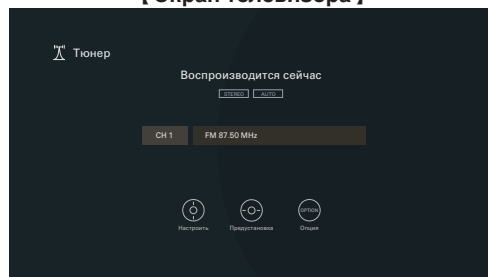 【Экран телевизора】
Тюнер
Воспроизводится сейчас
STEREO AUTO
CH 1 FM 87.50 MHz
OPTION
Настроить Предустановка Опция